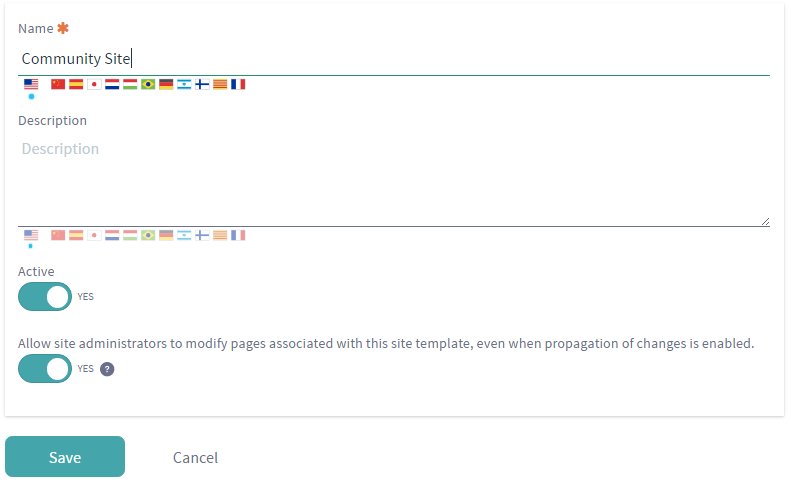 Name ✱
Community Site
Description
Description
Active
YES
Allow site administrators to modify pages associated with this site template, even when propagation of changes is enabled.
YES ?
Save Cancel